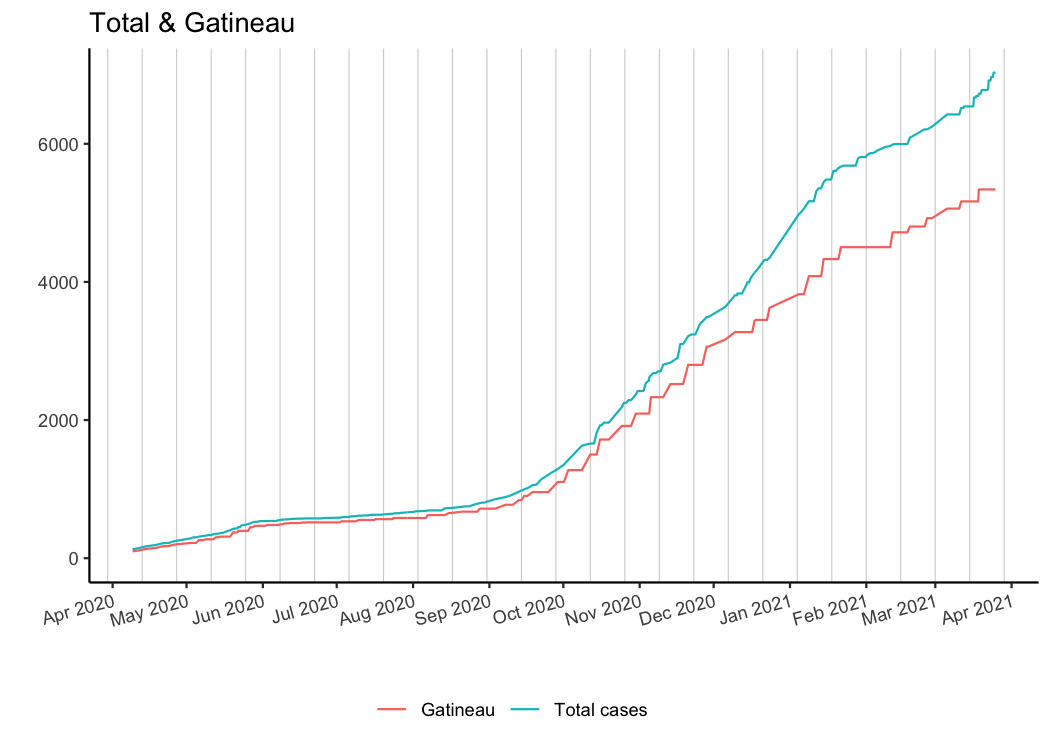 Total & Gatineau
6000
4000
2000
0
Apr 2020
May 2020
Jun 2020
Jul 2020
Aug 2020
Sep 2020
Oct 2020
Nov 2020
Dec 2020
Jan 2021
Feb 2021
Mar 2021
Apr 2021
Gatineau
Total cases